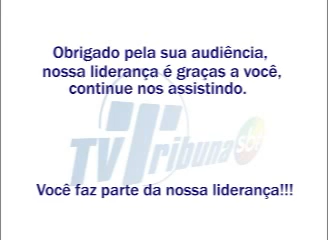 Obrigado pela sua audiência,
nossa liderança é graças a você,
continue nos assistindo.
TV Tribuna sbt
Você faz parte da nossa liderança!!!